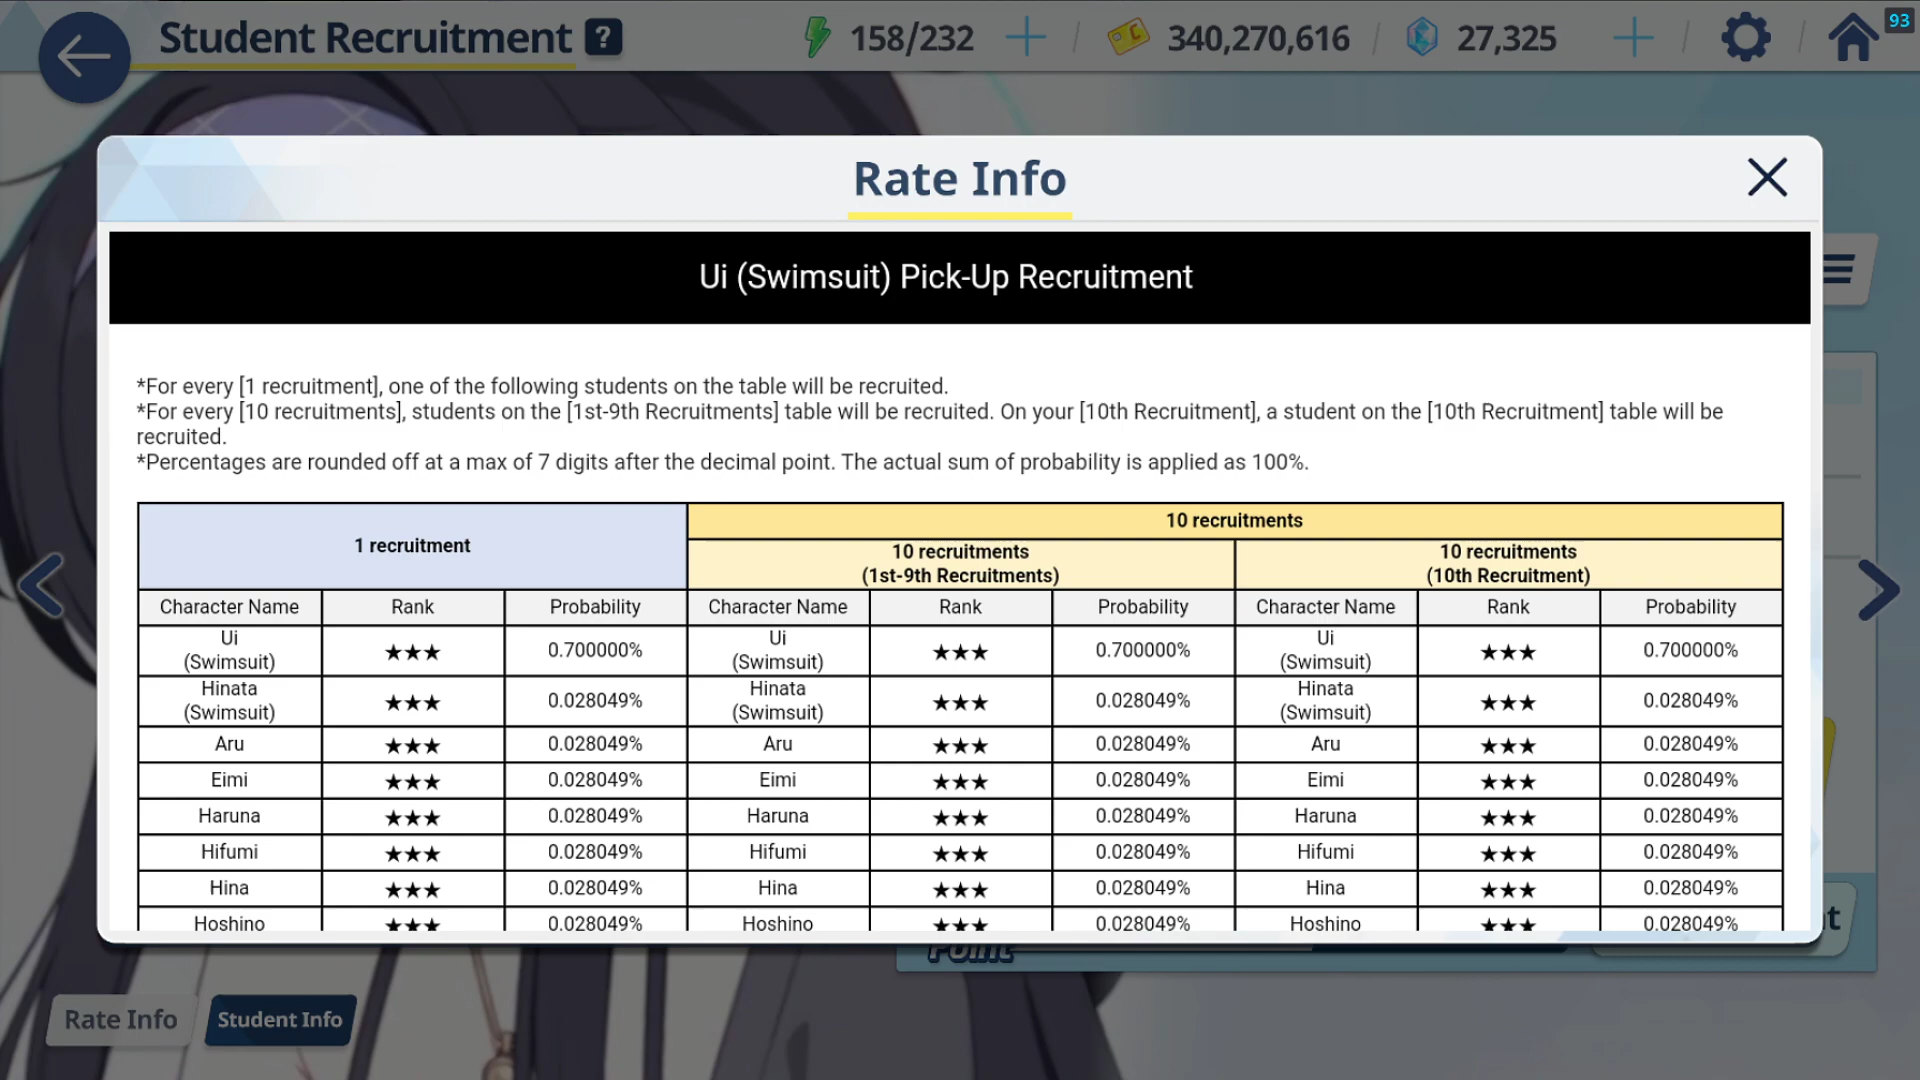 Student Recruitment ?
158/232
340,270,616
27,325
93
Rate Info
Ui (Swimsuit) Pick-Up Recruitment
*For every [1 recruitment], one of the following students on the table will be recruited.
*For every [10 recruitments], students on the [1st-9th Recruitments] table will be recruited. On your [10th Recruitment], a student on the [10th Recruitment] table will be
recruited.
*Percentages are rounded off at a max of 7 digits after the decimal point. The actual sum of probability is applied as 100%.
1 recruitment
10 recruitments
10 recruitments
(1st-9th Recruitments)
10 recruitments
(10th Recruitment)
Character Name Rank Probability Character Name Rank Probability Character Name Rank Probability
Ui
(Swimsuit) ★★★ 0.700000% Ui
(Swimsuit) ★★★ 0.700000% Ui
(Swimsuit) ★★★ 0.700000%
Hinata
(Swimsuit) ★★★ 0.028049% Hinata
(Swimsuit) ★★★ 0.028049% Hinata
(Swimsuit) ★★★ 0.028049%
Aru ★★★ 0.028049% Aru ★★★ 0.028049% Aru ★★★ 0.028049%
Eimi ★★★ 0.028049% Eimi ★★★ 0.028049% Eimi ★★★ 0.028049%
Haruna ★★★ 0.028049% Haruna ★★★ 0.028049% Haruna ★★★ 0.028049%
Hifumi ★★★ 0.028049% Hifumi ★★★ 0.028049% Hifumi ★★★ 0.028049%
Hina ★★★ 0.028049% Hina ★★★ 0.028049% Hina ★★★ 0.028049%
Hoshino ★★★ 0.028049% Hoshino ★★★ 0.028049% Hoshino ★★★ 0.028049%
Point
Rate Info
Student Info